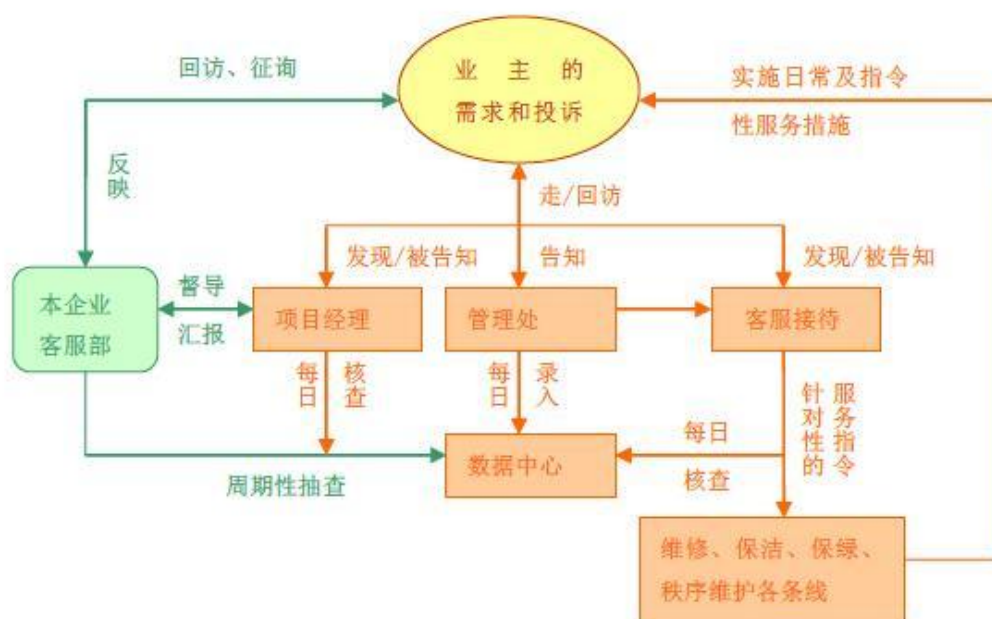 业主的
需求和投诉
回访、征询
实施日常及指令
性服务措施
反映
走/回访
发现/被告知
告知
发现/被告知
本企业
客服部
督导
汇报
项目经理
管理处
客服接待
每日
核查
每日
录入
针对性的
服务指令
每日
核查
数据中心
周期性抽查
维修、保洁、保绿、
秩序维护各条线